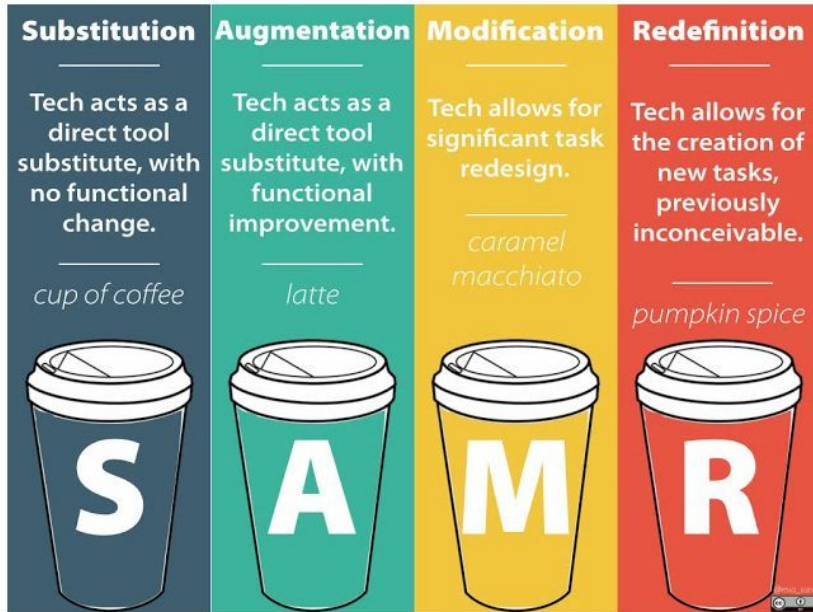 Substitution
Tech acts as a
direct tool
substitute, with
no functional
change.
cup of coffee
S
Augmentation
Tech acts as a
direct tool
substitute, with
functional
improvement.
latte
A
Modification
Tech allows for
significant task
redesign.
caramel
macchiato
M
Redefinition
Tech allows for
the creation of
new tasks,
previously
inconceivable.
pumpkin spice
R